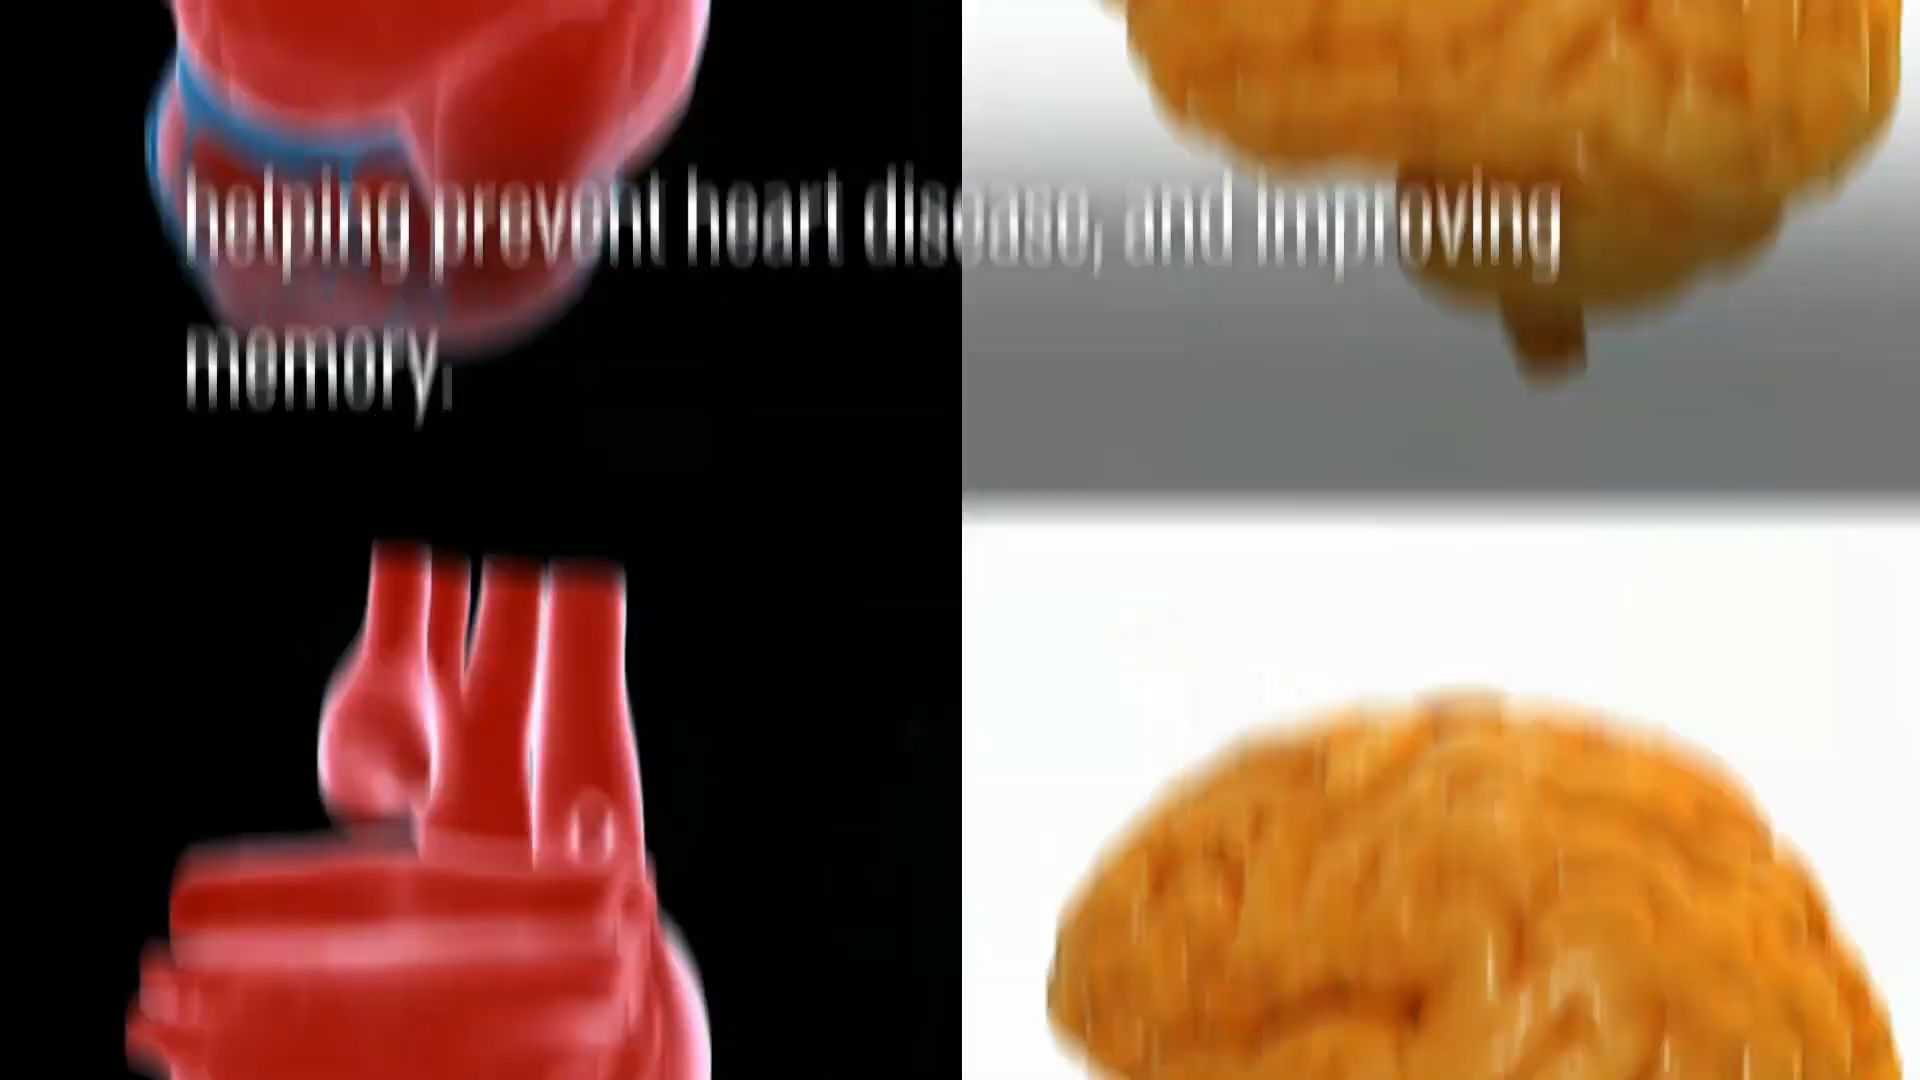 helping prevent heart disease, and improving
memory.